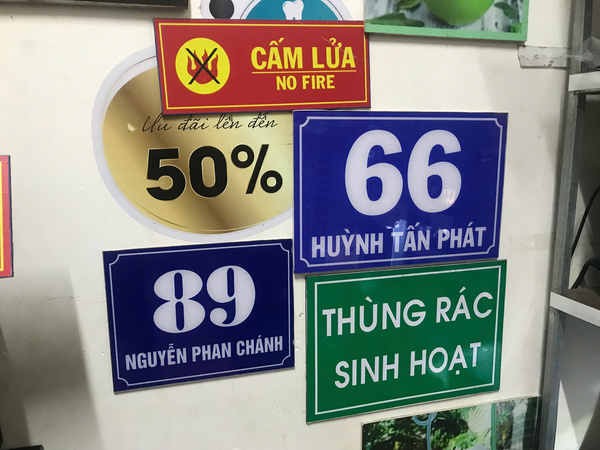 CẤM LỬA
NO FIRE
Ưu đãi lên đến
50%
66
HUỲNH TẤN PHÁT
89
NGUYỄN PHAN CHÁNH
THÙNG RÁC
SINH HOẠT